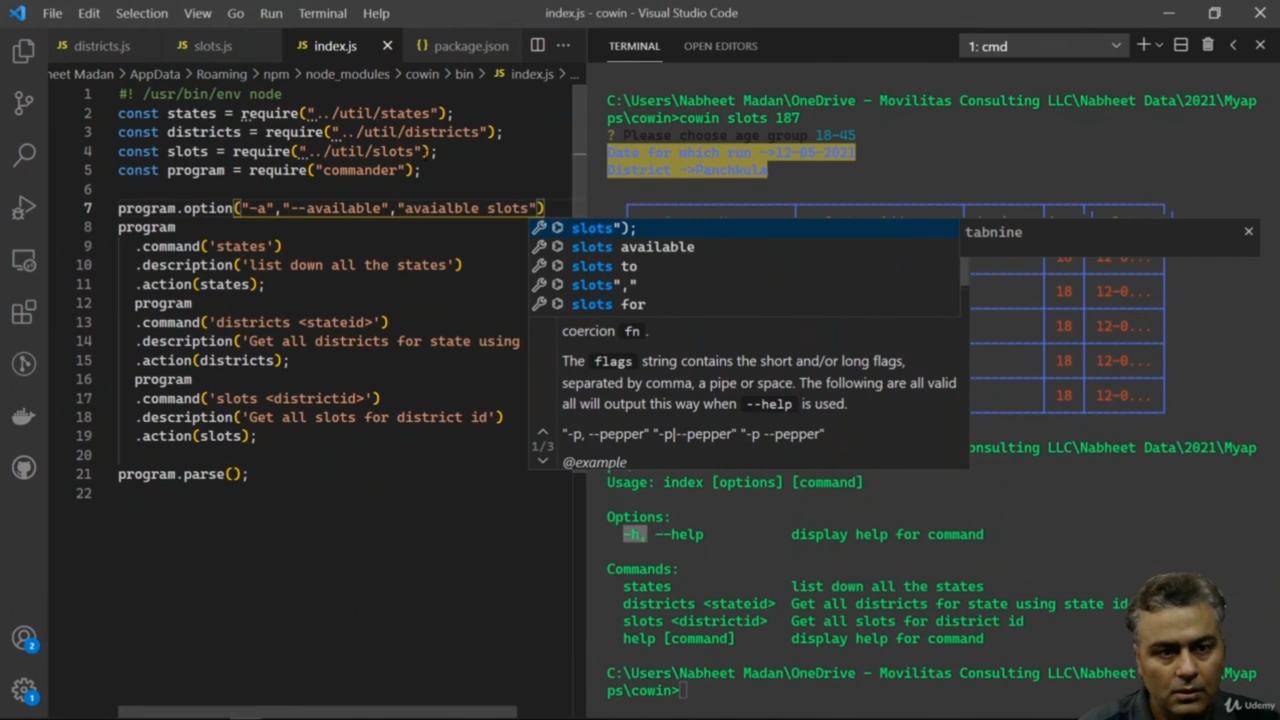 File Edit Selection View Go Run Terminal Help
index.js - cowin - Visual Studio Code
districts.js slots.js index.js package.json
heet Madan > AppData > Roaming > npm > node_modules > cowin > bin > index.js > ...
1 #! /usr/bin/env node
2 const states = require("../util/states");
3 const districts = require("../util/districts");
4 const slots = require("../util/slots");
5 const program = require("commander");
6
7 program.option("-a","--available","avaialble slots")
8 program
9 .command('states')
10 .description('list down all the states')
11 .action(states);
12 program
13 .command('districts <stateid>')
14 .description('Get all districts for state using
15 .action(districts);
16 program
17 .command('slots <districtid>')
18 .description('Get all slots for district id')
19 .action(slots);
20
21 program.parse();
22
slots");
slots available
slots to
slots","
slots for
tabnine
coercion fn .
The flags string contains the short and/or long flags,
separated by comma, a pipe or space. The following are all valid
all will output this way when --help is used.
"-p, --pepper" "-p|--pepper" "-p --pepper"
1/3
@example
TERMINAL OPEN EDITORS
1: cmd
C:\Users\Nabheet Madan\OneDrive - Movilitas Consulting LLC\Nabheet Data\2021\Myap
ps\cowin>cowin slots 187
? Please choose age group 18-45
Date for which run ->12-05-2021
District ->Panchkula
18 12-0...
18 12-0...
18 12-0...
18 12-0...
nsulting LLC\Nabheet Data\2021\Myap
Usage: index [options] [command]
Options:
-h, --help display help for command
Commands:
states list down all the states
districts <stateid> Get all districts for state using state id
slots <districtid> Get all slots for district id
help [command] display help for command
C:\Users\Nabheet Madan\OneDrive - Movilitas Consulting LLC\Nabheet Data\2021\Myap
ps\cowin>
2
1
Udemy